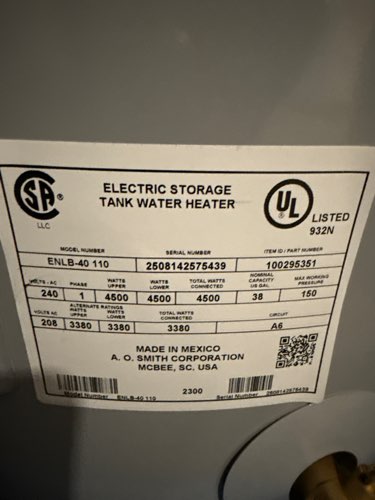 SA ®
LLC
ELECTRIC STORAGE
TANK WATER HEATER
UL ®
LISTED
932N
MODEL NUMBER SERIAL NUMBER ITEM ID / PART NUMBER
ENLB-40 110 2508142575439 100295351
VOLTS - AC PHASE WATTS UPPER WATTS LOWER TOTAL WATTS CONNECTED NOMINAL CAPACITY US GAL MAX WORKING PRESSURE
240 1 4500 4500 4500 38 150
ALTERNATE RATINGS
VOLTS AC WATTS UPPER WATTS LOWER TOTAL WATTS CONNECTED CIRCUIT
208 3380 3380 3380 A6
MADE IN MEXICO
A. O. SMITH CORPORATION
MCBEE, SC. USA
2300
Model Number ENLB-40 110 Serial Number 2508142575439